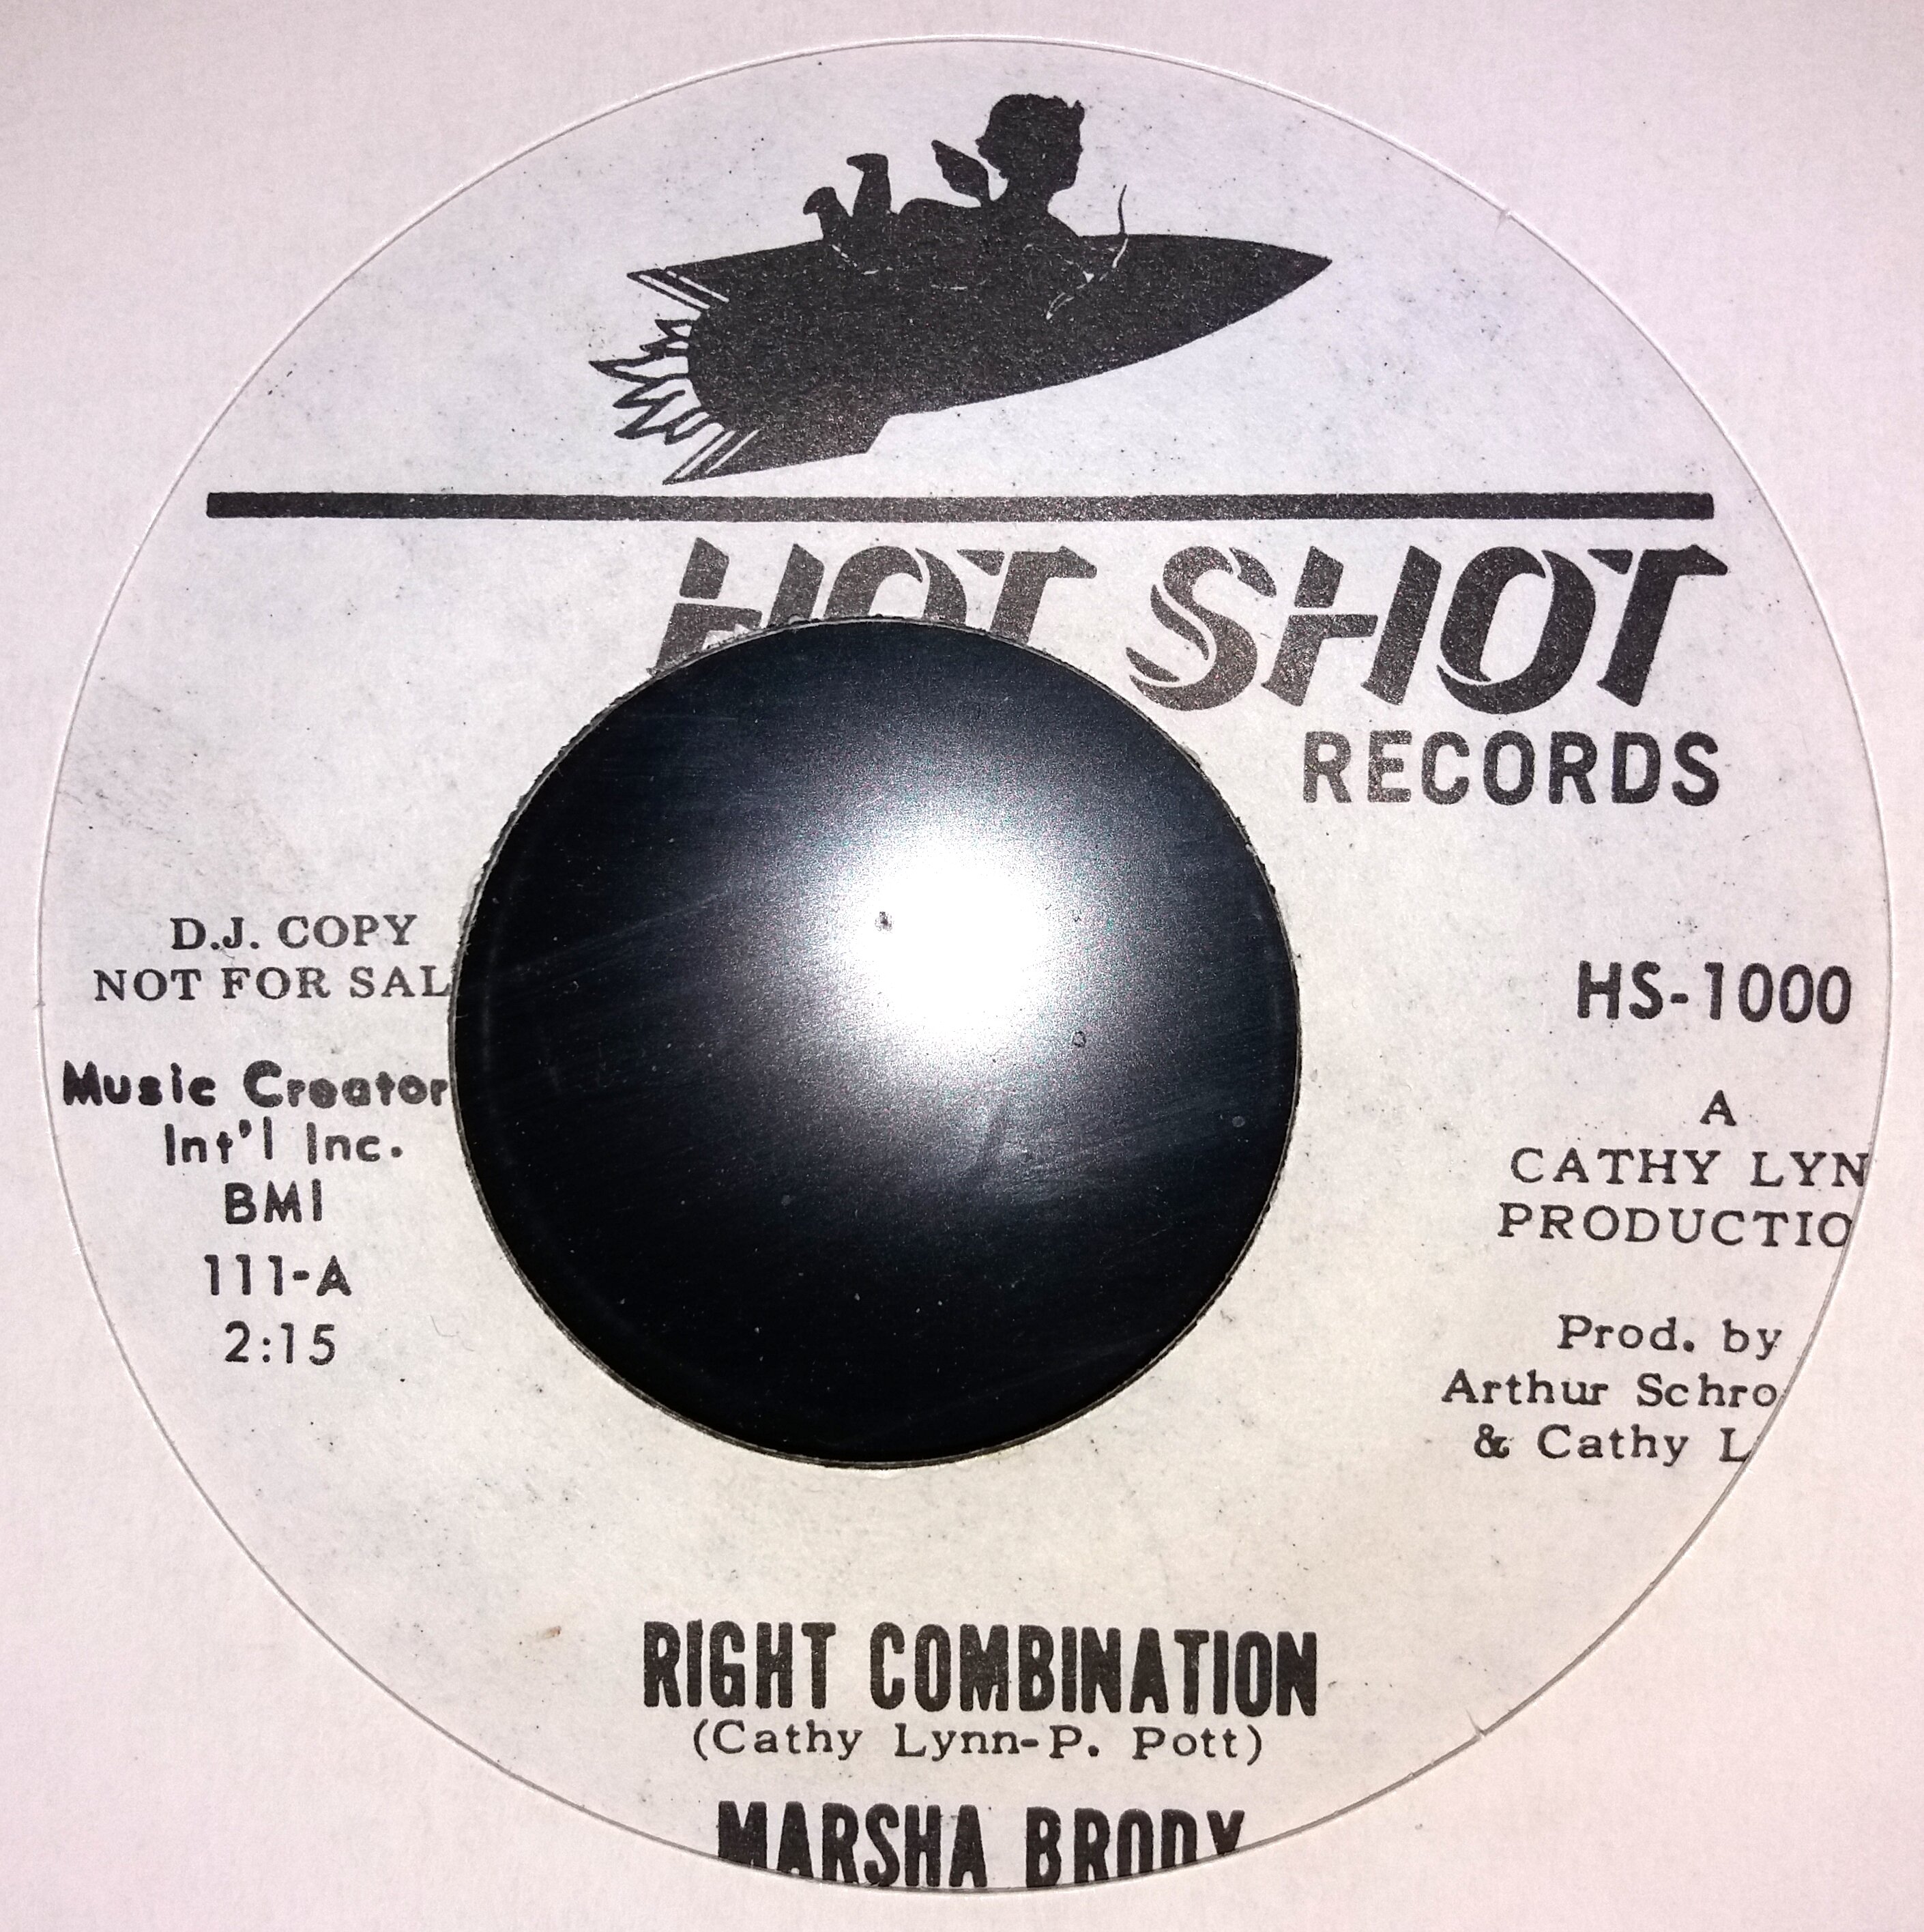 HOT SHOT
RECORDS
D.J. COPY
NOT FOR SAL
HS-1000
Music Creator
Int'l Inc.
BMI
111-A
2:15
A
CATHY LYN
PRODUCTIO
Prod. by
Arthur Schro
& Cathy L
RIGHT COMBINATION
(Cathy Lynn-P. Pott)
MARSHA BRODY